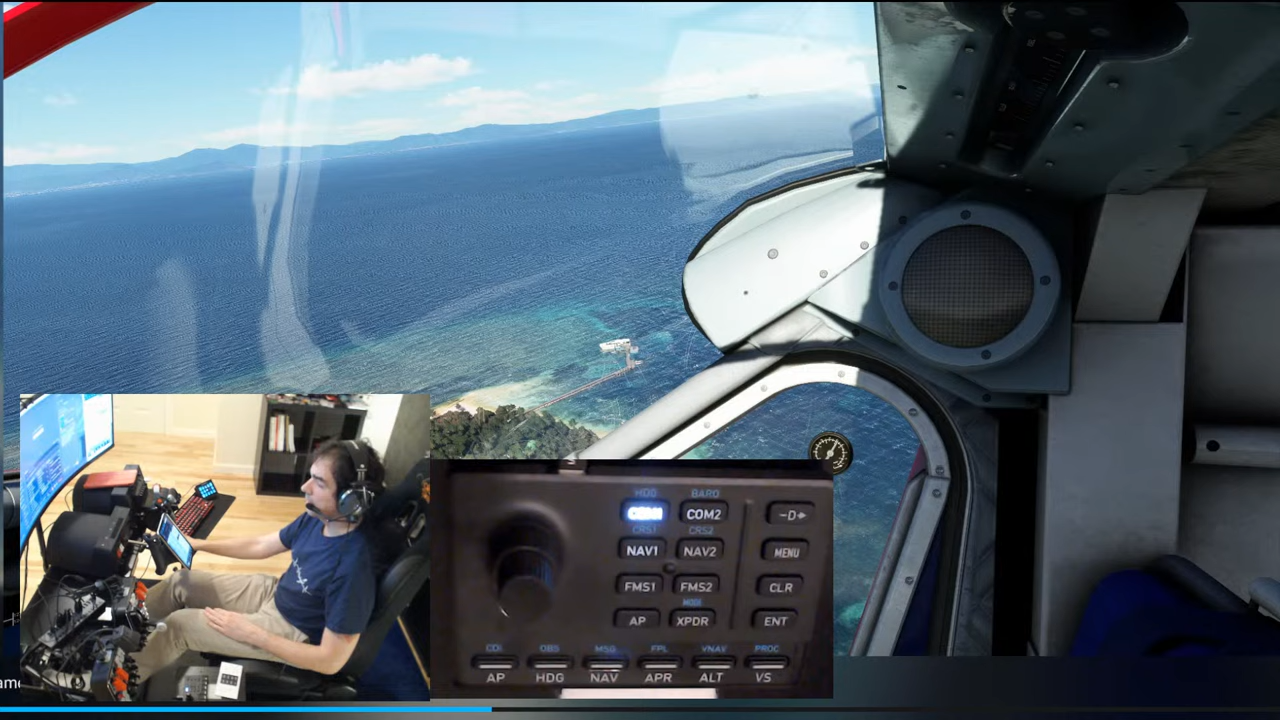 HDG BARO
COM1 COM2 -D➔
CRS1 CRS2
NAV1 NAV2 MENU
FMS1 FMS2 CLR
MODE
AP XPDR ENT
CDI OBS MSG FPL VNAV PROC
AP HDG NAV APR ALT VS